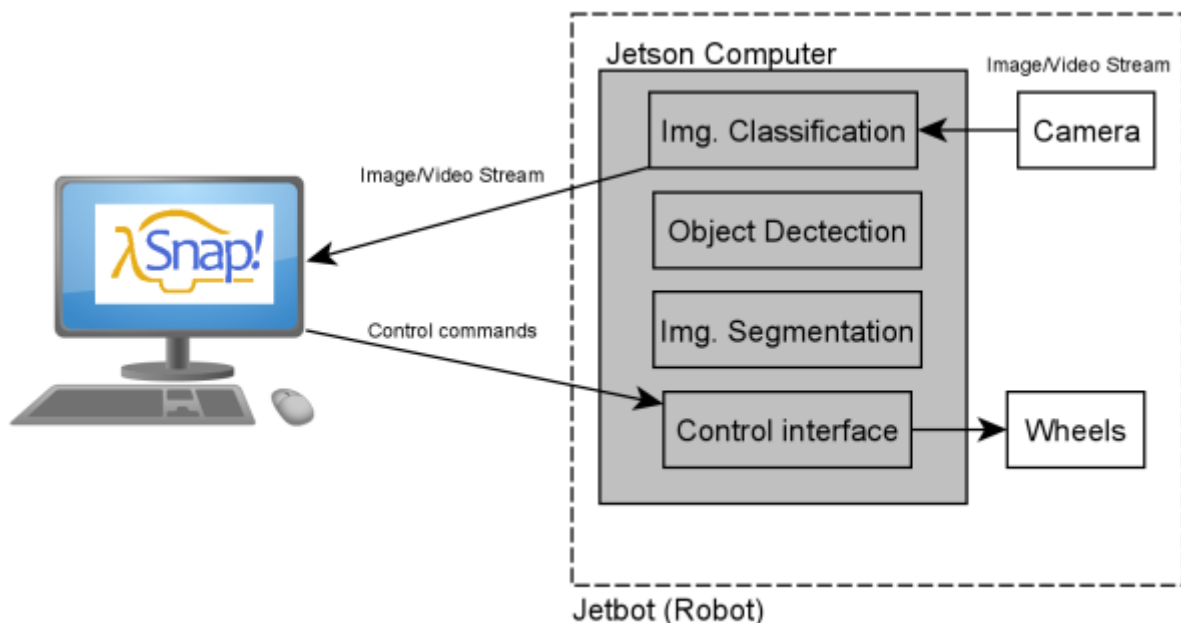 Jetson Computer
Image/Video Stream
Img. Classification
Camera
Image/Video Stream
Object Dectection
λSnap!
Img. Segmentation
Control commands
Control interface
Wheels
Jetbot (Robot)